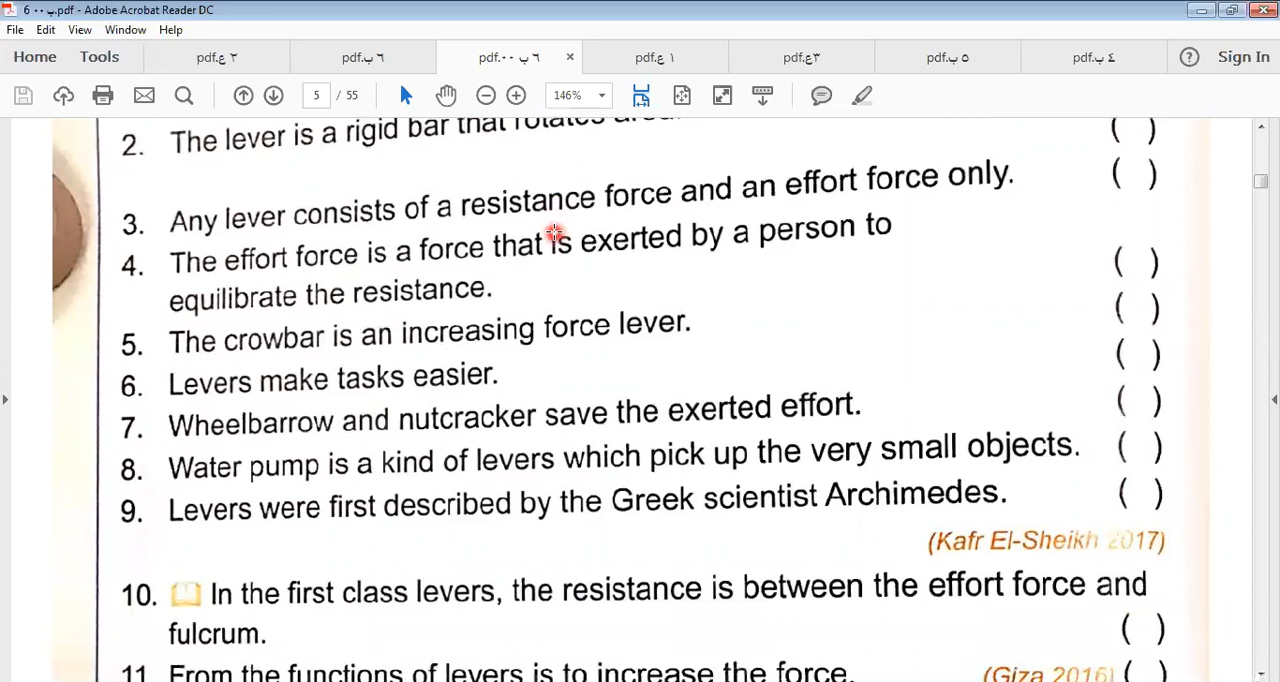 6 ب ٠٠.pdf - Adobe Acrobat Reader DC
File Edit View Window Help
Home Tools ٢ ع.pdf ٦ ب.pdf ٦ ب ٠٠.pdf ١ ع.pdf ٣ع.pdf ٥ ب.pdf ٤ ب.pdf Sign In
5 / 55 146%
2. The lever is a rigid bar that rotates ( )
3. Any lever consists of a resistance force and an effort force only. ( )
4. The effort force is a force that is exerted by a person to
equilibrate the resistance. ( )
5. The crowbar is an increasing force lever. ( )
6. Levers make tasks easier. ( )
7. Wheelbarrow and nutcracker save the exerted effort. ( )
8. Water pump is a kind of levers which pick up the very small objects. ( )
9. Levers were first described by the Greek scientist Archimedes. ( )
(Kafr El-Sheikh 2017)
10. In the first class levers, the resistance is between the effort force and
fulcrum. ( )
11. From the functions of levers is to increase the force. (Giza 2016) ( )